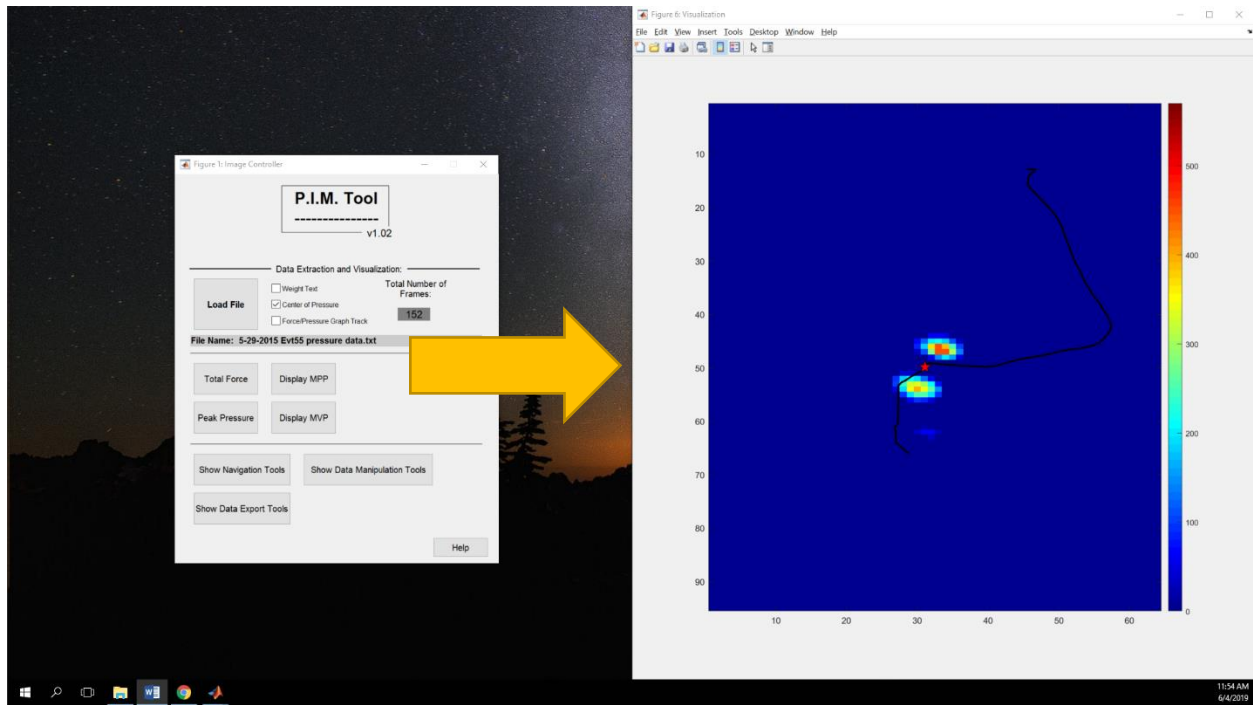 Figure 1: Image Controller
P.I.M. Tool
---------------
v1.02
Data Extraction and Visualization:
Load File
Weight Text
Center of Pressure
Force/Pressure Graph Track
Total Number of
Frames:
152
File Name: 5-29-2015 Evt55 pressure data.txt
Total Force
Display MPP
Peak Pressure
Display MVP
Show Navigation Tools
Show Data Manipulation Tools
Show Data Export Tools
Help
Figure 6: Visualization
File Edit View Insert Tools Desktop Window Help
10
20
30
40
50
60
70
80
90
10 20 30 40 50 60
500
400
300
200
100
0
11:54 AM
6/4/2019